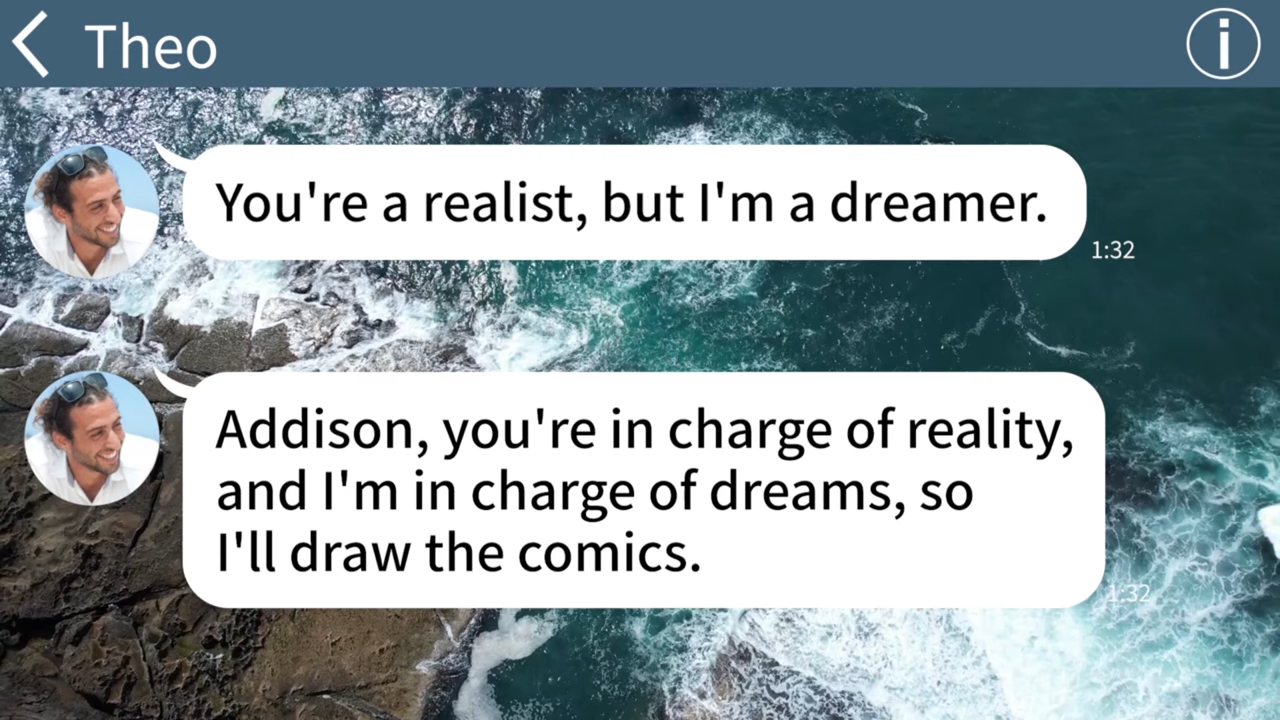 Theo
You're a realist, but I'm a dreamer.
1:32
Addison, you're in charge of reality,
and I'm in charge of dreams, so
I'll draw the comics.
1:32